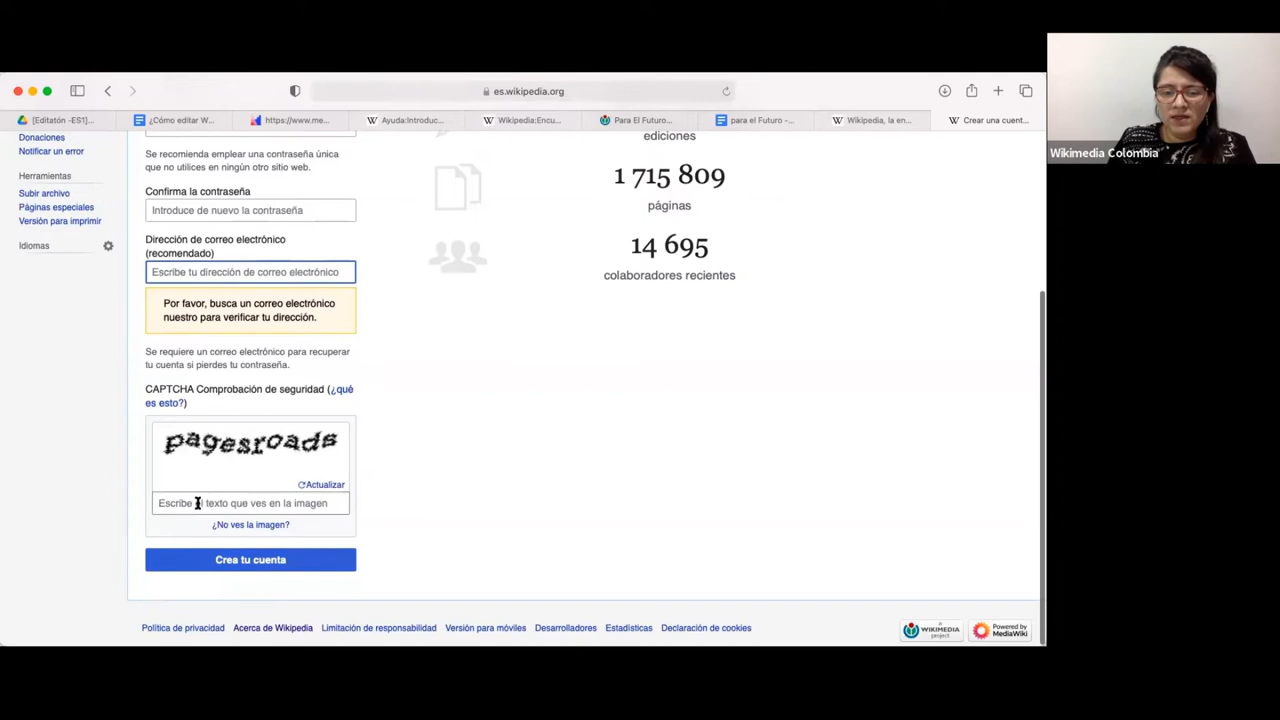 es.wikipedia.org
[Editatón -ES1]...
¿Cómo editar W...
https://www.me...
Ayuda:Introduc...
Wikipedia:Encu...
Para El Futuro...
para el Futuro -...
Wikipedia, la en...
Crear una cuent...
Donaciones
Notificar un error
Herramientas
Subir archivo
Páginas especiales
Versión para imprimir
Idiomas
Se recomienda emplear una contraseña única
que no utilices en ningún otro sitio web.
Confirma la contraseña
Introduce de nuevo la contraseña
Dirección de correo electrónico
(recomendado)
Escribe tu dirección de correo electrónico
Por favor, busca un correo electrónico
nuestro para verificar tu dirección.
Se requiere un correo electrónico para recuperar
tu cuenta si pierdes tu contraseña.
CAPTCHA Comprobación de seguridad (¿qué
es esto?)
pagesroads
Actualizar
Escribe el texto que ves en la imagen
¿No ves la imagen?
Crea tu cuenta
ediciones
1 715 809
páginas
14 695
colaboradores recientes
Wikimedia Colombia
Política de privacidad
Acerca de Wikipedia
Limitación de responsabilidad
Versión para móviles
Desarrolladores
Estadísticas
Declaración de cookies
A
WIKIMEDIA
project
Powered by
MediaWiki